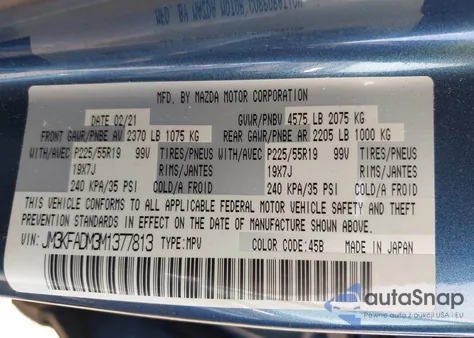 MFD. BY MAZDA MOTOR CORPORATION
DATE 02/21 GVWR/PNBV 4575 LB 2075 KG
FRONT GAWR/PNBE AV 2370 LB 1075 KG REAR GAWR/PNBE AR 2205 LB 1000 KG
WITH/AVEC P225/55R19 99V TIRES/PNEUS WITH/AVEC P225/55R19 99V TIRES/PNEUS
19X7J RIMS/JANTES 19X7J RIMS/JANTES
240 KPA/35 PSI COLD/A FROID 240 KPA/35 PSI COLD/A FROID
THIS VEHICLE CONFORMS TO ALL APPLICABLE FEDERAL MOTOR VEHICLE SAFETY AND
THEFT PREVENTION STANDARDS IN EFFECT ON THE DATE OF MANUFACTURE SHOWN ABOVE.
VIN: JM3KFADM3M1377813 TYPE:MPV COLOR CODE:45B MADE IN JAPAN
autoSnap
Pewne auto z aukcji USA i EU